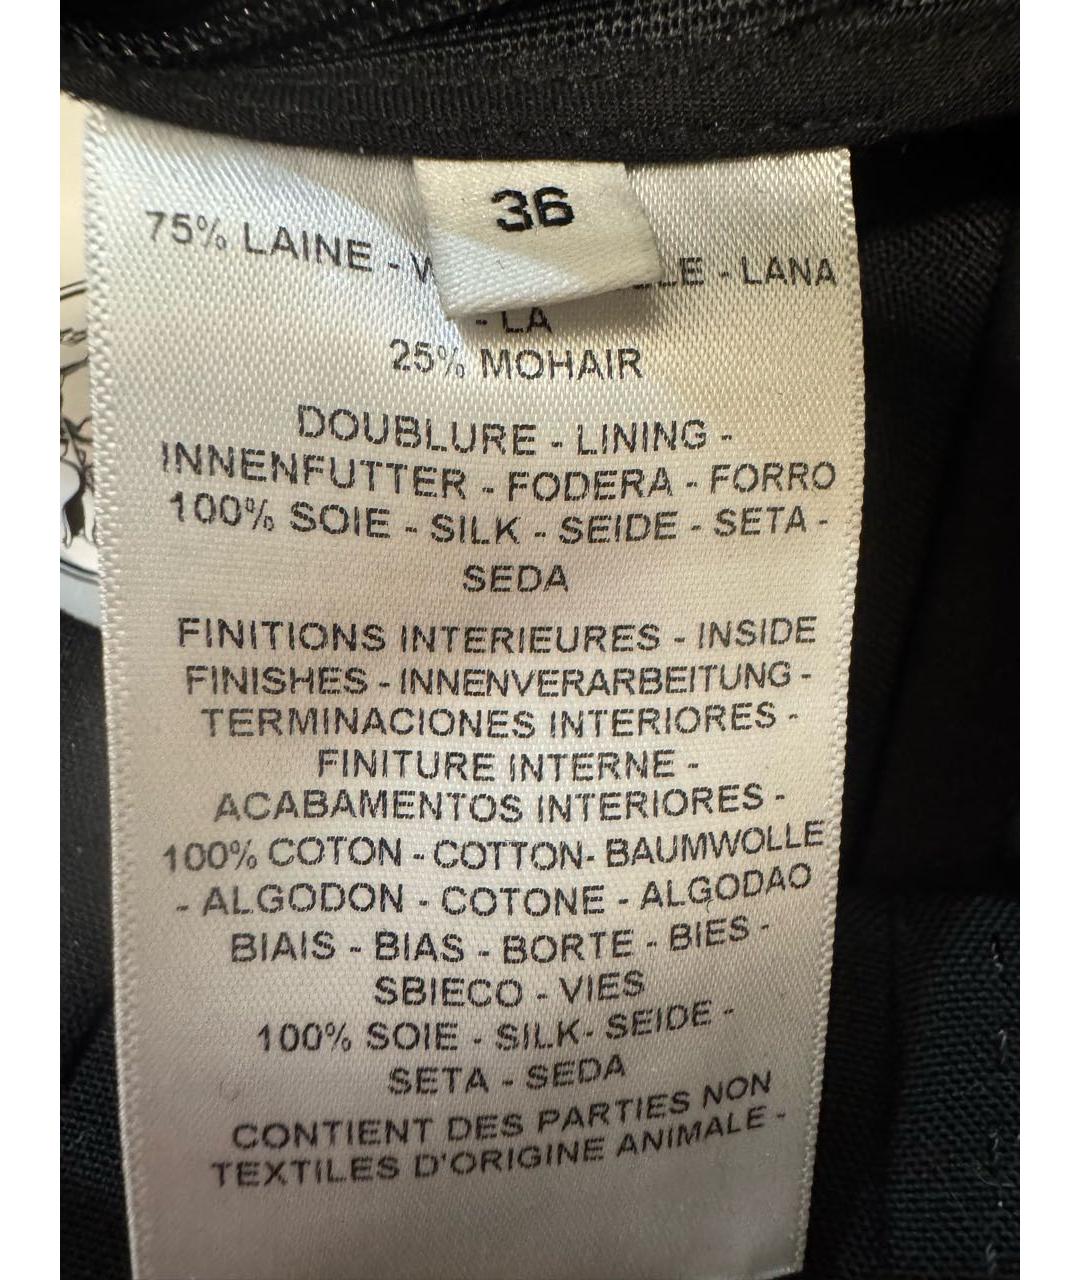 36
75% LAINE - - LANA
- LA
25% MOHAIR
DOUBLURE - LINING -
INNENFUTTER - FODERA - FORRO
100% SOIE - SILK - SEIDE - SETA -
SEDA
FINITIONS INTERIEURES - INSIDE
FINISHES - INNENVERARBEITUNG -
TERMINACIONES INTERIORES -
FINITURE INTERNE -
ACABAMENTOS INTERIORES -
100% COTON - COTTON- BAUMWOLLE
- ALGODON - COTONE - ALGODAO
BIAIS - BIAS - BORTE - BIES -
SBIECO - VIES
100% SOIE - SILK- SEIDE -
SETA - SEDA
CONTIENT DES PARTIES NON
TEXTILES D'ORIGINE ANIMALE -